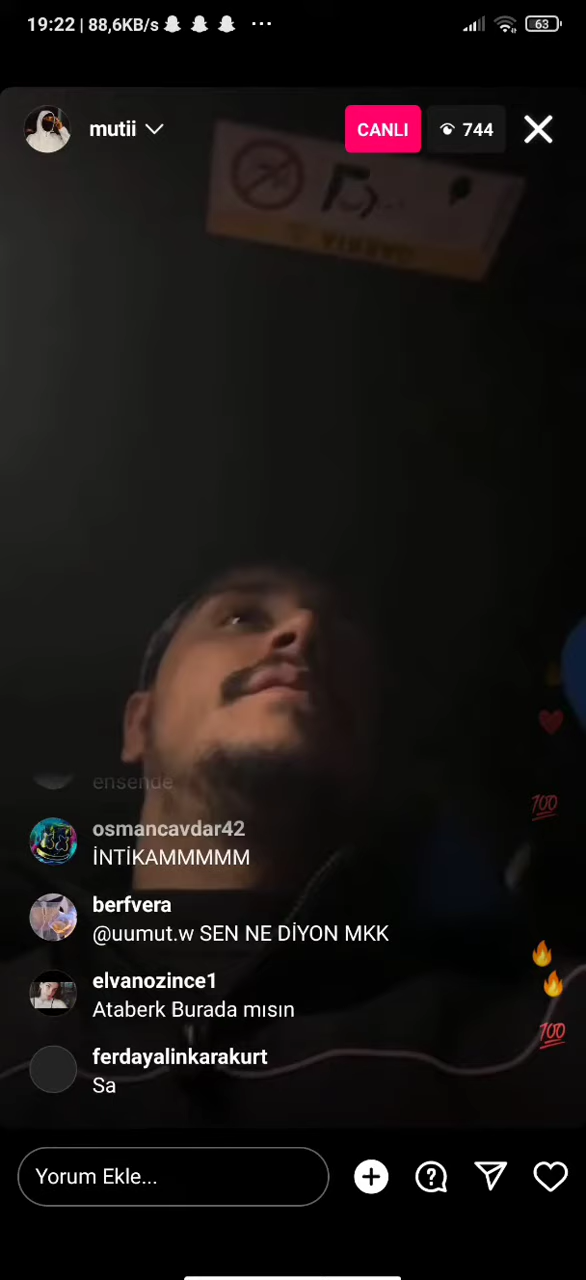 19:22 | 88,6KB/s
63
mutii
CANLI
744
ensende
osmancavdar42
İNTİKAMMMMM
berfvera
@uumut.w SEN NE DİYON MKK
elvanozince1
Ataberk Burada mısın
ferdayalinkarakurt
Sa
Yorum Ekle...